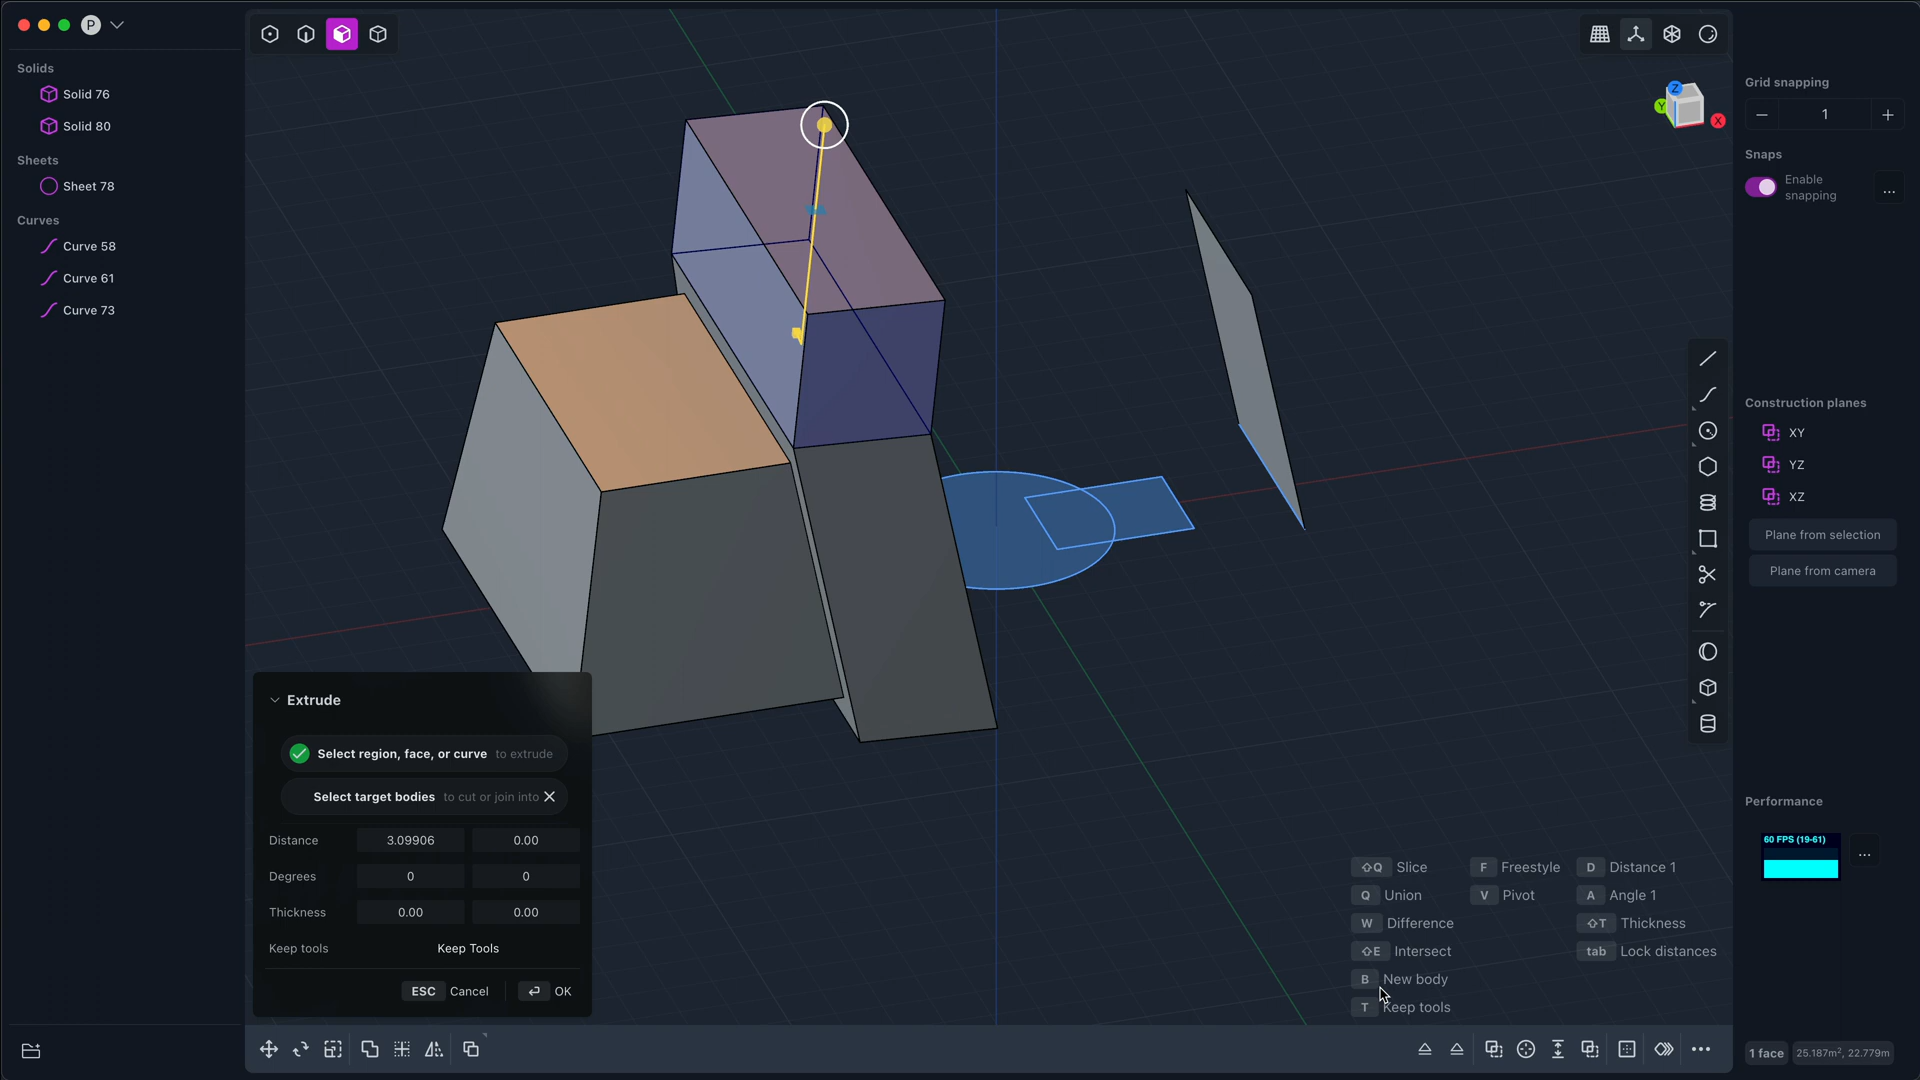 P
Solids
Solid 76
Solid 80
Sheets
Sheet 78
Curves
Curve 58
Curve 61
Curve 73
Z
Y
X
Grid snapping
1
Snaps
Enable
snapping
...
Construction planes
XY
YZ
XZ
Plane from selection
Plane from camera
Performance
60 FPS (19-61)
...
Extrude
Select region, face, or curve to extrude
Select target bodies to cut or join into
Distance 3.09906 0.00
Degrees 0 0
Thickness 0.00 0.00
Keep tools Keep Tools
ESC Cancel OK
⇧Q Slice F Freestyle D Distance 1
Q Union V Pivot A Angle 1
W Difference ⇧T Thickness
⇧E Intersect tab Lock distances
B New body
T Keep tools
1 face 25.187m², 22.779m